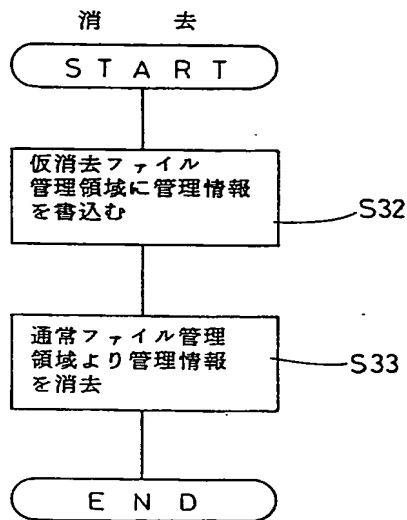 消 去
START
仮消去ファイル
管理領域に管理情報
を書込む
S32
通常ファイル管理
領域より管理情報
を消去
S33
END